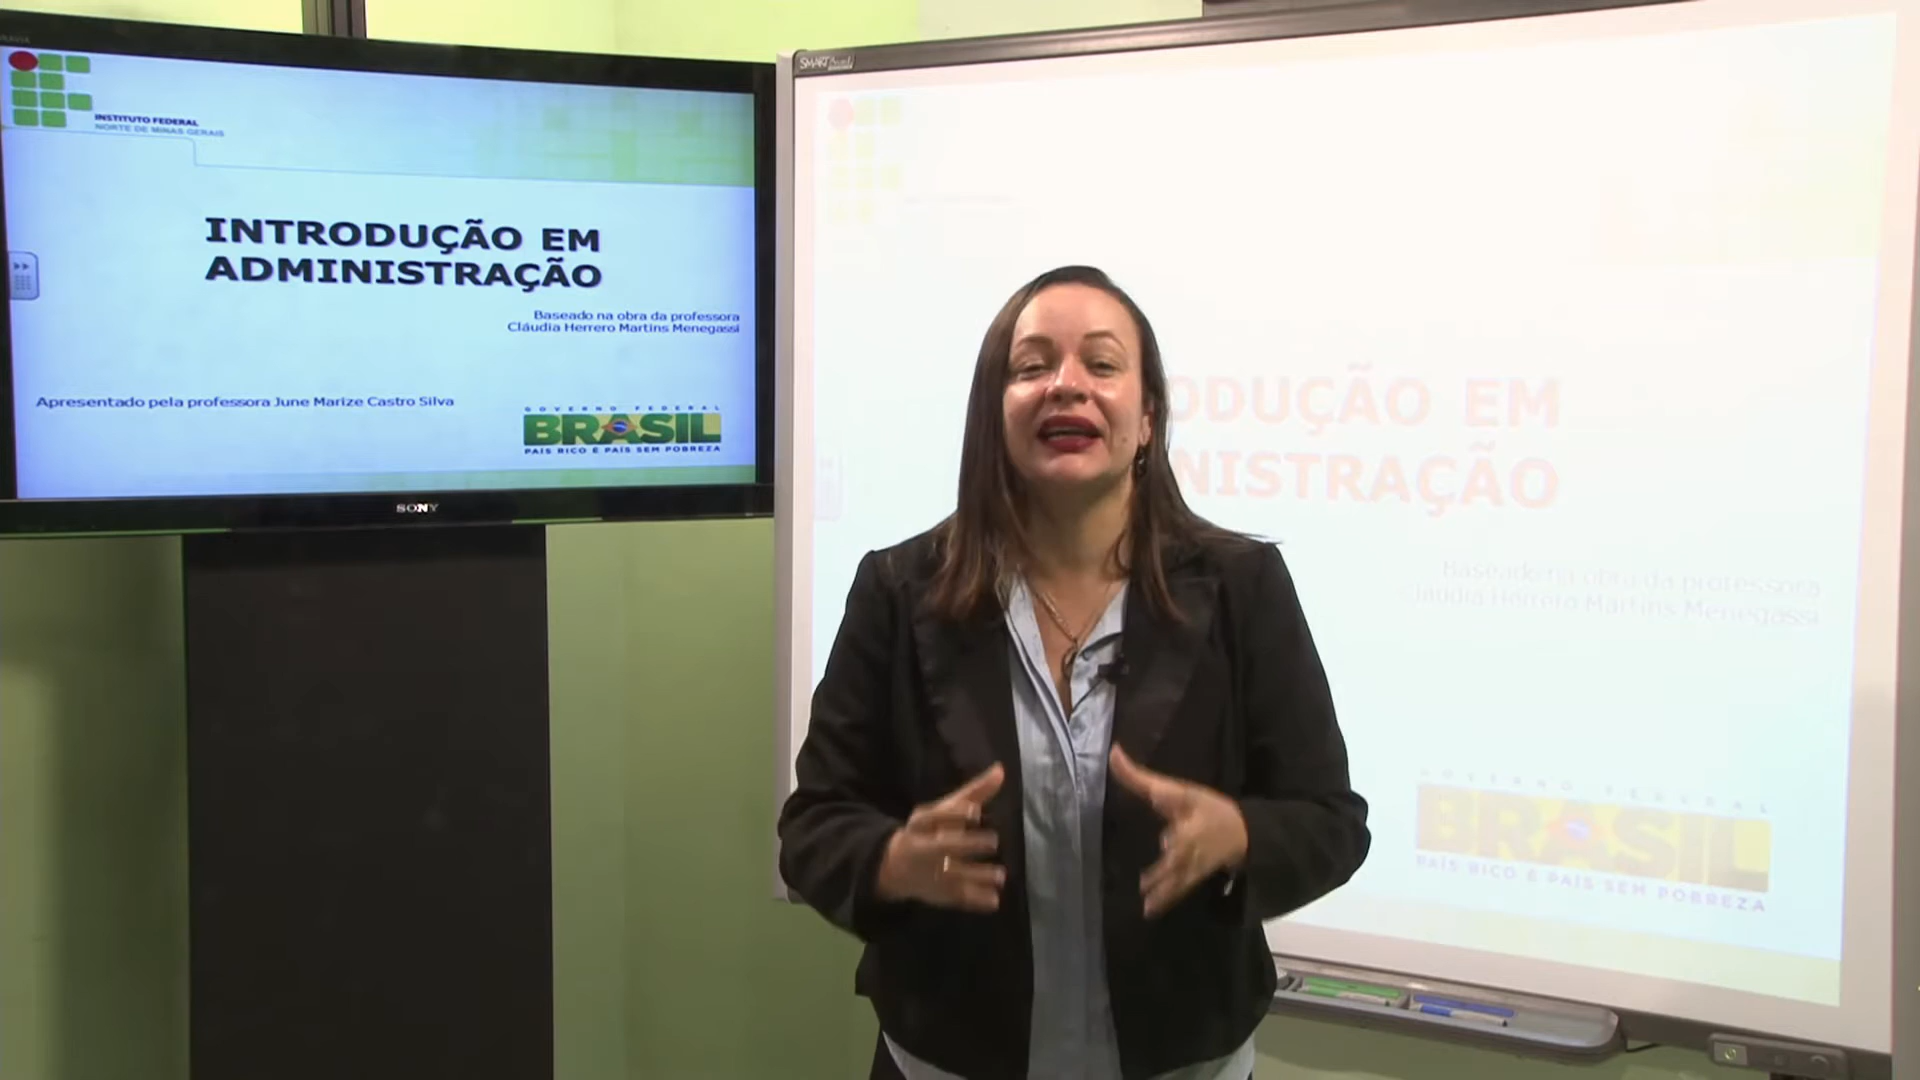 INSTITUTO FEDERAL
NORTE DE MINAS GERAIS
INTRODUÇÃO EM
ADMINISTRAÇÃO
Baseado na obra da professora
Cláudia Herrero Martins Menegassi
Apresentado pela professora June Marize Castro Silva
GOVERNO FEDERAL
BRASIL
PAÍS RICO É PAÍS SEM POBREZA
SONY
SMART Board
ODUÇÃO EM
NISTRAÇÃO
Baseado na obra da professora
Cláudia Herrero Martins Menegassi
GOVERNO FEDERAL
BRASIL
PAÍS RICO É PAÍS SEM POBREZA